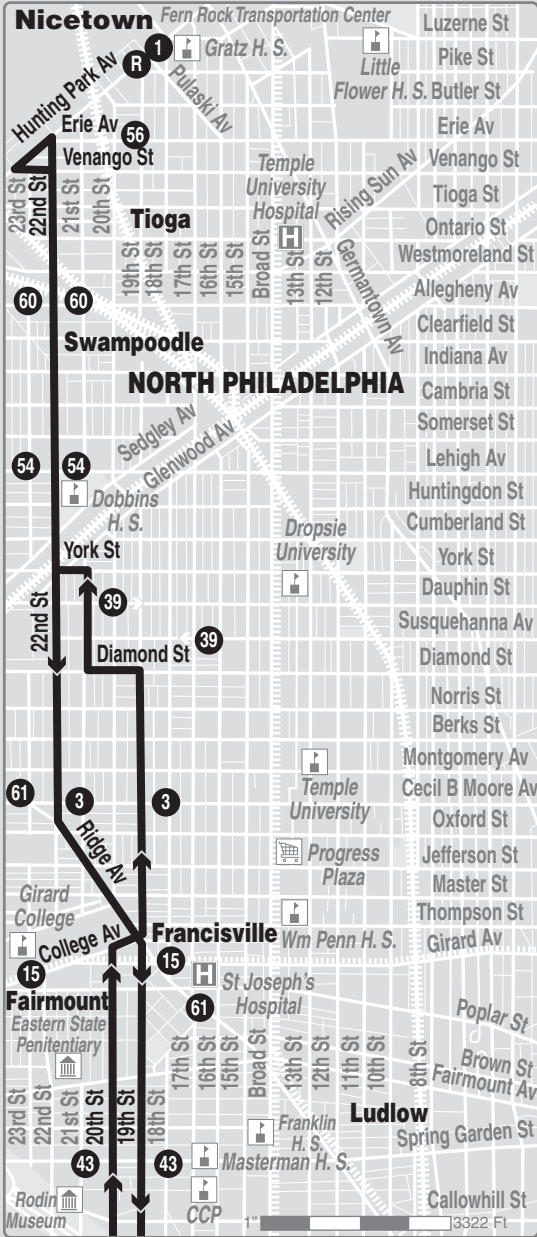 Nicetown
Fern Rock Transportation Center
Luzerne St
1
R
Gratz H. S.
Little
Flower H. S.
Pike St
Butler St
Hunting Park Av
Pulaski Av
Erie Av
56
Erie Av
Venango St
Venango St
23rd St
22nd St
21st St
20th St
Tioga
Temple
University
Hospital
H
Rising Sun Av
Tioga St
Ontario St
Westmoreland St
19th St
18th St
17th St
16th St
15th St
Broad St
13th St
12th St
Germantown Av
Allegheny Av
60
60
Clearfield St
Swampoodle
Indiana Av
NORTH PHILADELPHIA
Cambria St
Sedgley Av
Glenwood Av
Somerset St
Lehigh Av
54
54
Dobbins
H. S.
Huntingdon St
Cumberland St
Dropsie
University
York St
York St
Dauphin St
39
22nd St
Susquehanna Av
Diamond St
39
Diamond St
Norris St
Berks St
Montgomery Av
Temple
University
Cecil B Moore Av
61
3
3
Oxford St
Ridge Av
Progress
Plaza
Jefferson St
Master St
Girard
College
Thompson St
College Av
Francisville
Wm Penn H. S.
Girard Av
15
15
H
St Joseph's
Hospital
Fairmount
Eastern State
Penitentiary
61
Poplar St
Brown St
Fairmount Av
23rd St
22nd St
21st St
20th St
19th St
18th St
17th St
16th St
15th St
Broad St
13th St
12th St
11th St
10th St
8th St
Ludlow
Franklin
H. S.
Spring Garden St
43
43
Masterman H. S.
Rodin
Museum
CCP
Callowhill St
1"
3322 Ft